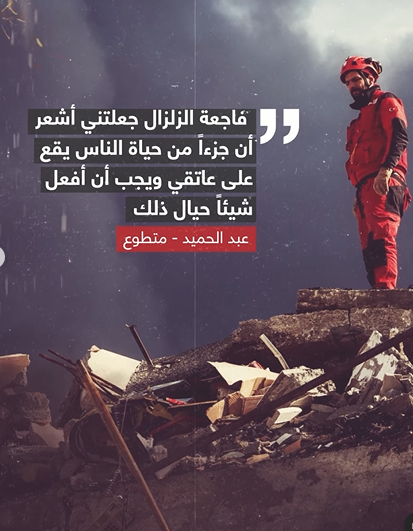 فاجعة الزلزال جعلتني أشعر
أن جزءاً من حياة الناس يقع
على عاتقي ويجب أن أفعل
شيئاً حيال ذلك
عبد الحميد - متطوع